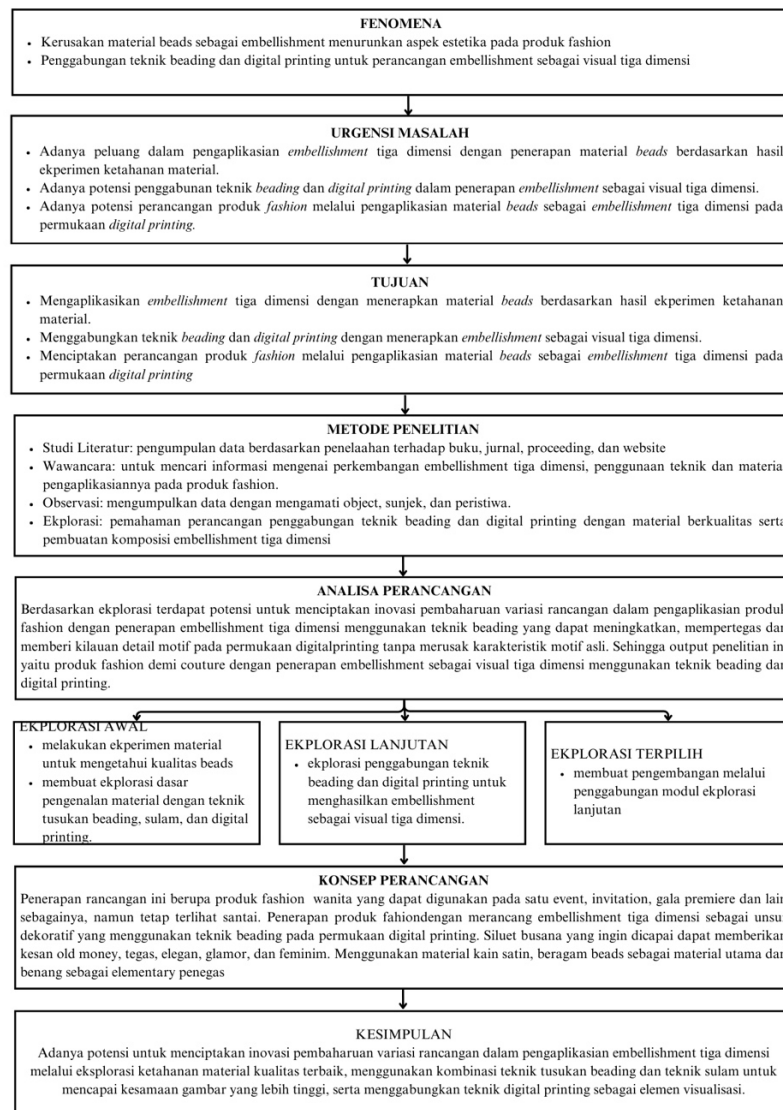 FENOMENA
• Kerusakan material beads sebagai embellishment menurunkan aspek estetika pada produk fashion
• Penggabungan teknik beading dan digital printing untuk perancangan embellishment sebagai visual tiga dimensi
URGENSI MASALAH
• Adanya peluang dalam pengaplikasian embellishment tiga dimensi dengan penerapan material beads berdasarkan hasil
ekperimen ketahanan material.
• Adanya potensi penggabunan teknik beading dan digital printing dalam penerapan embellishment sebagai visual tiga dimensi.
• Adanya potensi perancangan produk fashion melalui pengaplikasian material beads sebagai embellishment tiga dimensi pada
permukaan digital printing.
TUJUAN
• Mengaplikasikan embellishment tiga dimensi dengan menerapkan material beads berdasarkan hasil ekperimen ketahanan
material.
• Menggabungkan teknik beading dan digital printing dengan menerapkan embellishment sebagai visual tiga dimensi.
• Menciptakan perancangan produk fashion melalui pengaplikasian material beads sebagai embellishment tiga dimensi pada
permukaan digital printing
METODE PENELITIAN
• Studi Literatur: pengumpulan data berdasarkan penelaahan terhadap buku, jurnal, proceeding, dan website
• Wawancara: untuk mencari informasi mengenai perkembangan embellishment tiga dimensi, penggunaan teknik dan materia
pengaplikasiannya pada produk fashion.
• Observasi: mengumpulkan data dengan mengamati object, sunjek, dan peristiwa.
• Ekplorasi: pemahaman perancangan penggabungan teknik beading dan digital printing dengan material berkualitas serta
pembuatan komposisi embellishment tiga dimensi
ANALISA PERANCANGAN
Berdasarkan ekplorasi terdapat potensi untuk menciptakan inovasi pembaharuan variasi rancangan dalam pengaplikasian produk
fashion dengan penerapan embellishment tiga dimensi menggunakan teknik beading yang dapat meningkatkan, mempertegas dan
memberi kilauan detail motif pada permukaan digitalprinting tanpa merusak karakteristik motif asli. Sehingga output penelitian in
yaitu produk fashion demi couture dengan penerapan embellishment sebagai visual tiga dimensi menggunakan teknik beading dan
digital printing.
EKPLORASI AWAL
• melakukan ekperimen material
untuk mengetahui kualitas beads
• membuat ekplorasi dasar
pengenalan material dengan teknik
tusukan beading, sulam, dan digital
printing.
EKPLORASI LANJUTAN
• ekplorasi penggabungan teknik
beading dan digital printing untuk
menghasilkan embellishment
sebagai visual tiga dimensi.
EKPLORASI TERPILIH
• membuat pengembangan melalui
penggabungan modul ekplorasi
lanjutan
KONSEP PERANCANGAN
Penerapan rancangan ini berupa produk fashion wanita yang dapat digunakan pada satu event, invitation, gala premiere dan lain
sebagainya, namun tetap terlihat santai. Penerapan produk fahiondengan merancang embellishment tiga dimensi sebagai unsu
dekoratif yang menggunakan teknik beading pada permukaan digital printing. Siluet busana yang ingin dicapai dapat memberikan
kesan old money, tegas, elegan, glamor, dan feminim. Menggunakan material kain satin, beragam beads sebagai material utama dan
benang sebagai elementary penegas
KESIMPULAN
Adanya potensi untuk menciptakan inovasi pembaharuan variasi rancangan dalam pengaplikasian embellishment tiga dimensi
melalui eksplorasi ketahanan material kualitas terbaik, menggunakan kombinasi teknik tusukan beading dan teknik sulam untuk
mencapai kesamaan gambar yang lebih tinggi, serta menggabungkan teknik digital printing sebagai elemen visualisasi.